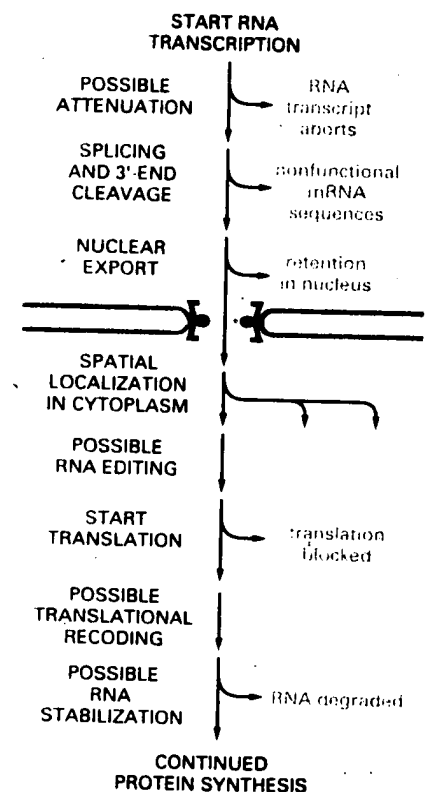 START RNA
TRANSCRIPTION
POSSIBLE
ATTENUATION
RNA
transcript
aborts
SPLICING
AND 3'-END
CLEAVAGE
nonfunctional
mRNA
sequences
NUCLEAR
EXPORT
retention
in nucleus
SPATIAL
LOCALIZATION
IN CYTOPLASM
POSSIBLE
RNA EDITING
START
TRANSLATION
translation
blocked
POSSIBLE
TRANSLATIONAL
RECODING
POSSIBLE
RNA
STABILIZATION
RNA degraded
CONTINUED
PROTEIN SYNTHESIS